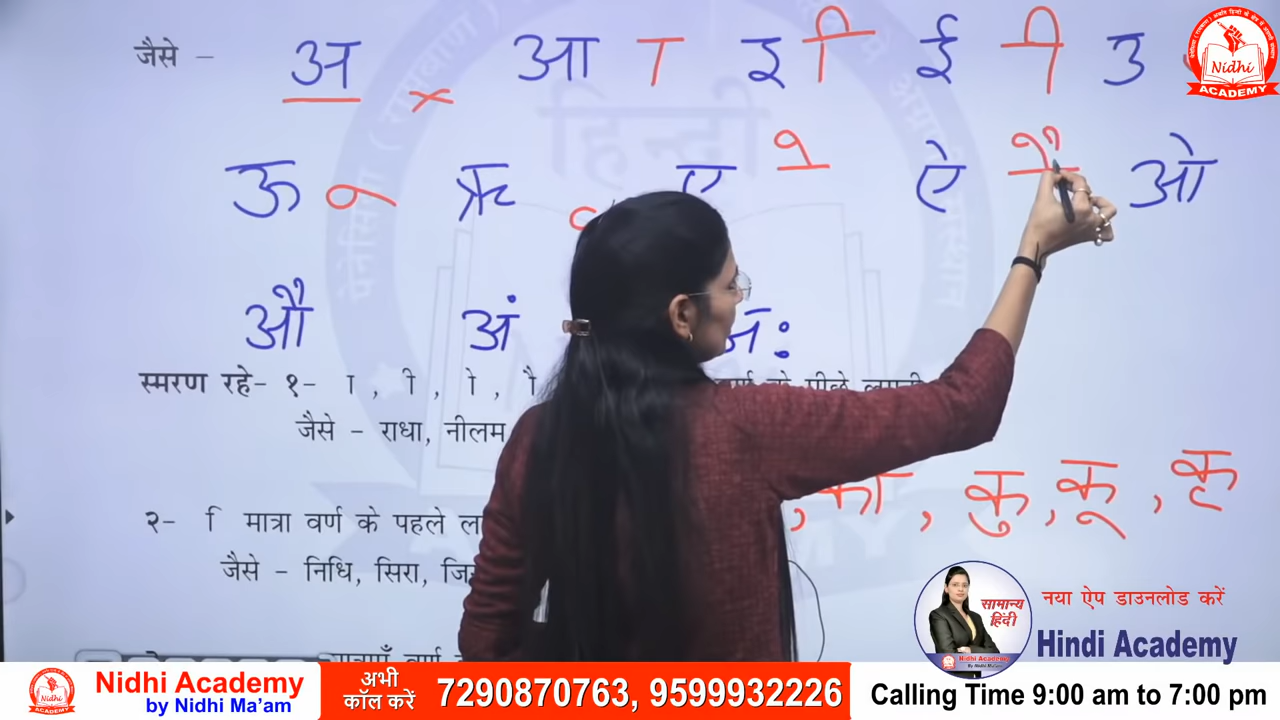 जैसे – अ × आ ा इ ि ई ी उ
Nidhi
ACADEMY
हिन्दी
ऊ ू ऋ ए े ऐ ै ओ
औ अं अः
स्मरण रहे- १- ा , ी , ो , ौ
जैसे – राधा, नीलम
, का , कु , कू , कृ
२- ि मात्रा वर्ण के पहले
जैसे – निधि, सिरा,
सामान्य
हिंदी
नया ऐप डाउनलोड करें
Hindi Academy
Nidhi Academy
by Nidhi Ma'am
अभी
कॉल करें
7290870763, 9599932226
Calling Time 9:00 am to 7:00 pm